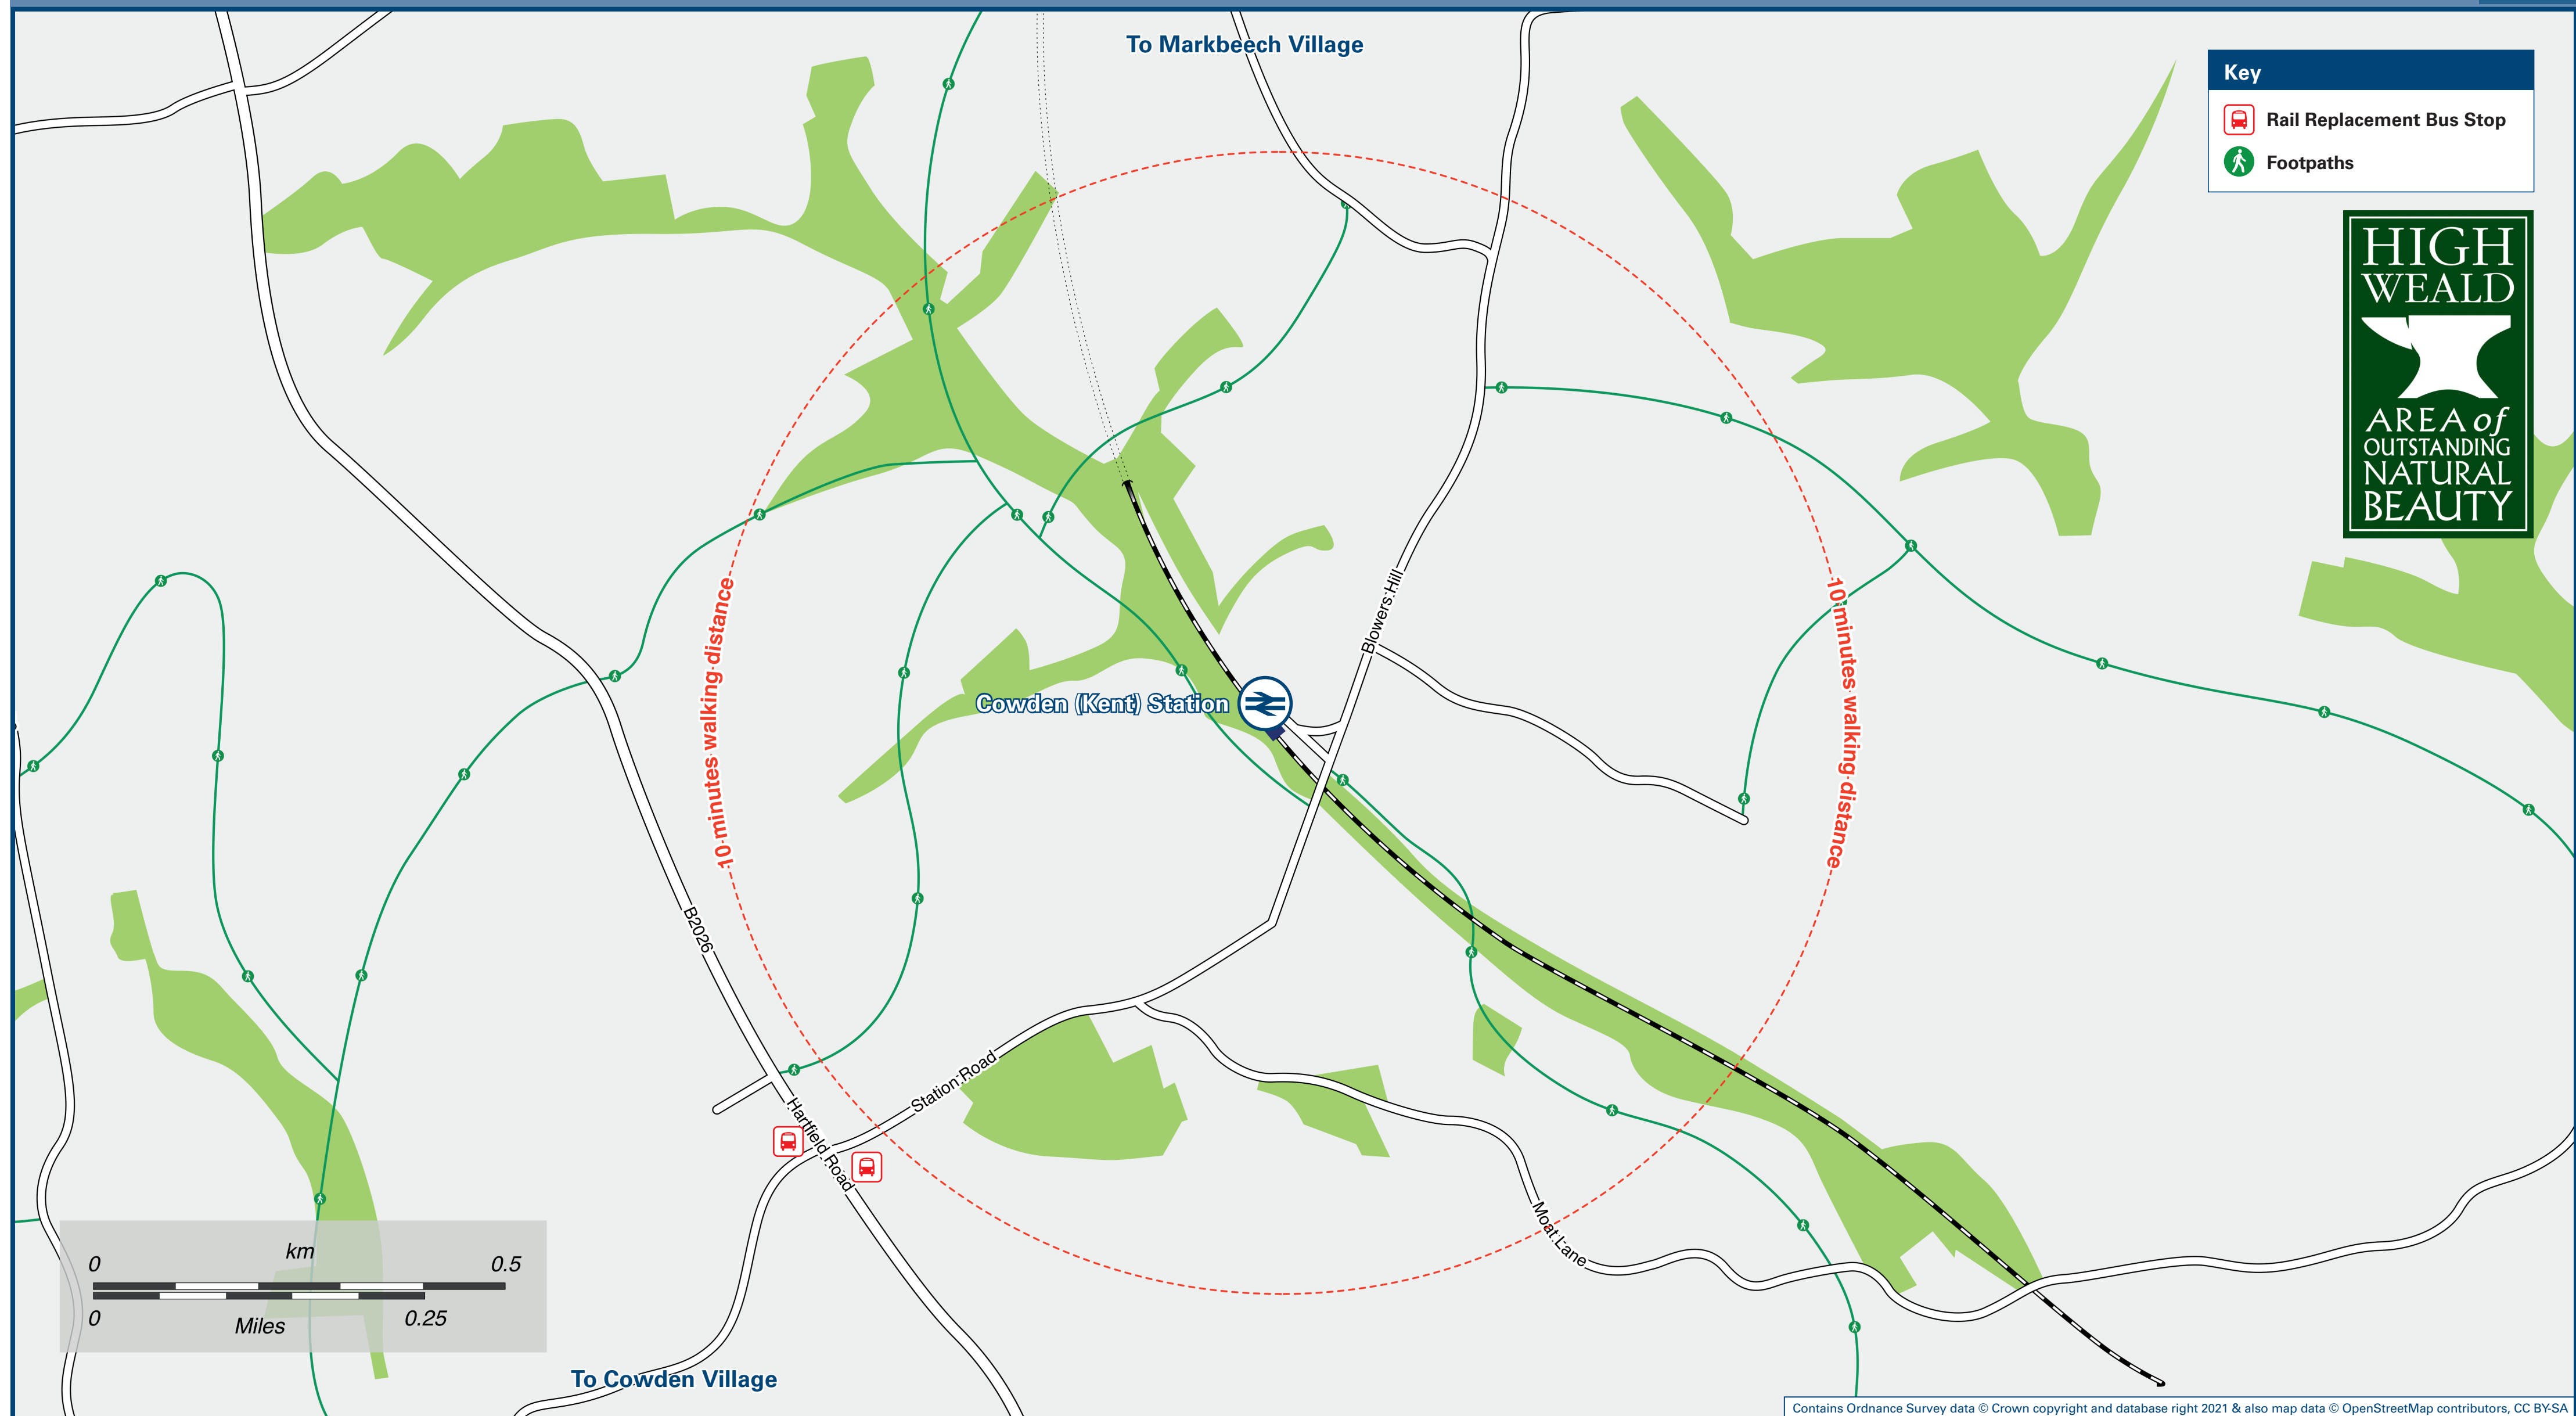 To Markbeech Village
Key
Rail Replacement Bus Stop
Footpaths
HIGH
WEALD
AREA of
OUTSTANDING
NATURAL
BEAUTY
Blowers Hill
10 minutes walking distance
10 minutes walking distance
Cowden (Kent) Station
B2026
Station Road
Hartfield Road
Moat Lane
km
0 0.5
0 0.25
Miles
To Cowden Village
Contains Ordnance Survey data © Crown copyright and database right 2021 & also map data © OpenStreetMap contributors, CC BY-SA